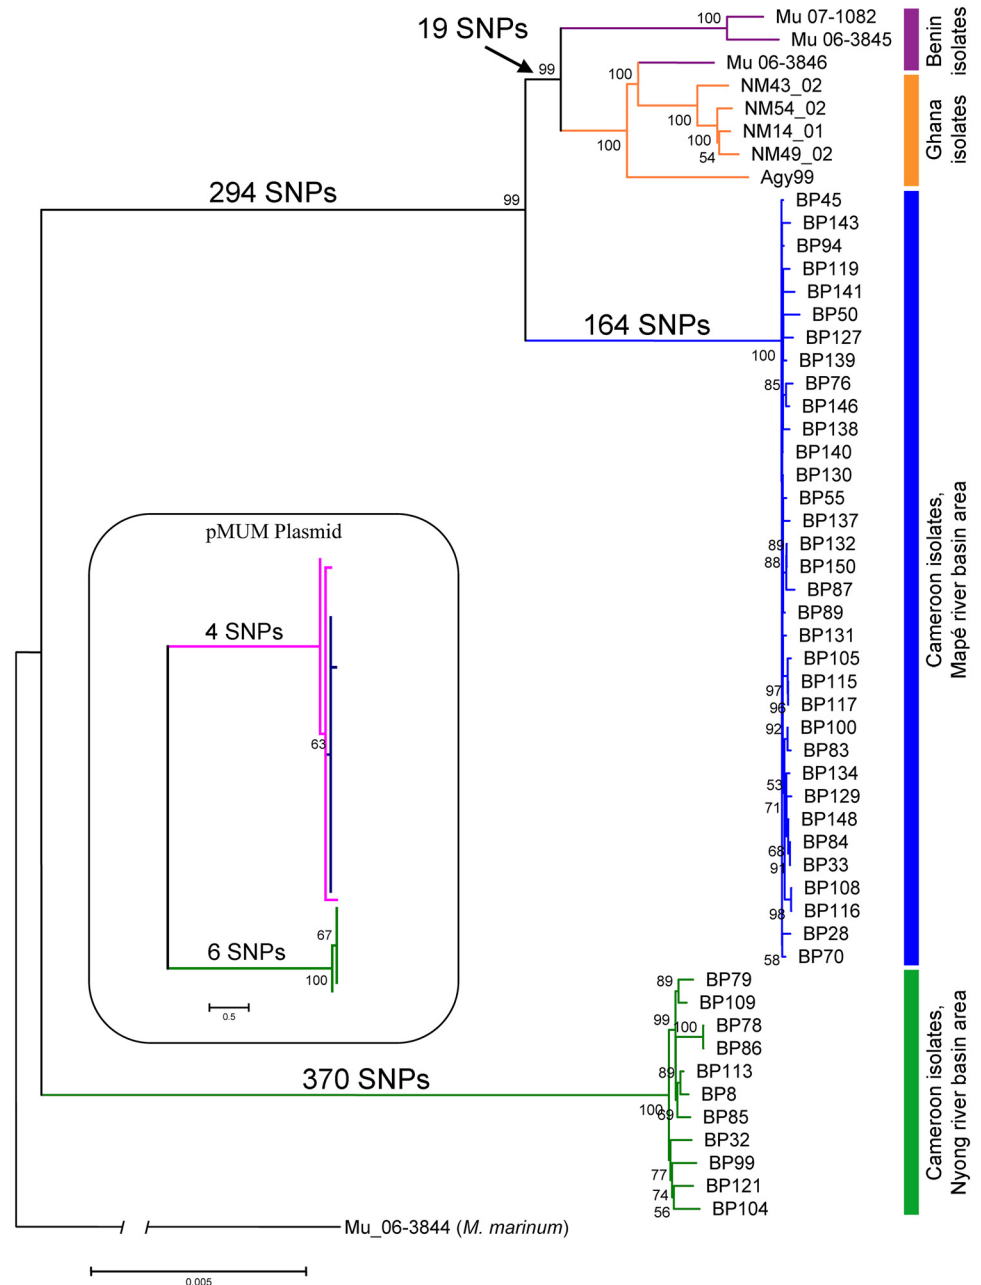 19 SNPs
100
Mu 07-1082
Mu 06-3845
Benin
isolates
99
Mu 06-3846
100
NM43_02
NM54_02
100
NM14_01
100
NM49_02
54
100
Agy99
Ghana
isolates
294 SNPs
99
BP45
BP143
BP94
BP119
BP141
BP50
164 SNPs
BP127
100
BP139
85
BP76
BP146
BP138
BP140
BP130
BP55
BP137
89
BP132
88
BP150
BP87
BP89
BP131
BP105
97
BP115
96
BP117
92
BP100
BP83
53
BP134
71
BP129
BP148
68
BP84
91
BP33
BP108
98
BP116
BP28
58
BP70
Cameroon isolates,
Mapé river basin area
pMUM Plasmid
4 SNPs
63
67
6 SNPs
100
0.5
89
BP79
BP109
99
100
BP78
BP86
370 SNPs
89
BP113
BP8
100
69
BP85
BP32
BP99
77
BP121
74
BP104
56
Cameroon isolates,
Nyong river basin area
Mu_06-3844 (M. marinum)
0.005